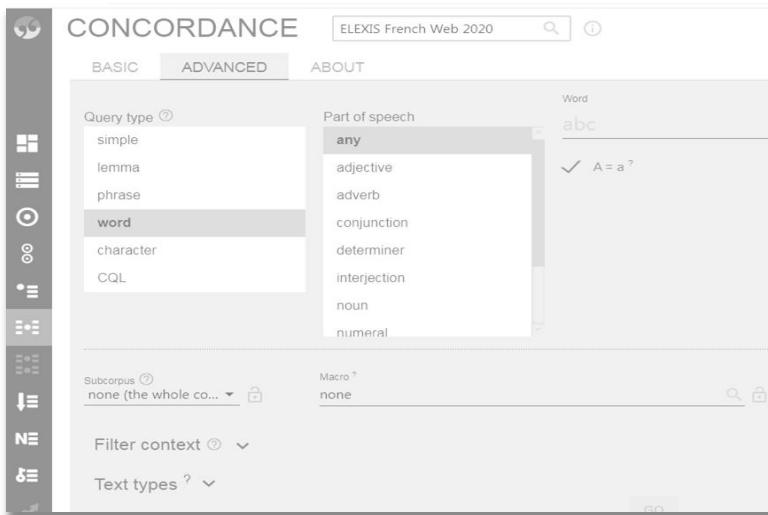 CONCORDANCE
ELEXIS French Web 2020
BASIC ADVANCED ABOUT
Query type ?
simple
lemma
phrase
word
character
CQL
Part of speech
any
adjective
adverb
conjunction
determiner
interjection
noun
numeral
Word
abc
A = a ?
Subcorpus ?
none (the whole co...
Macro ?
none
Filter context ?
Text types ?
GO